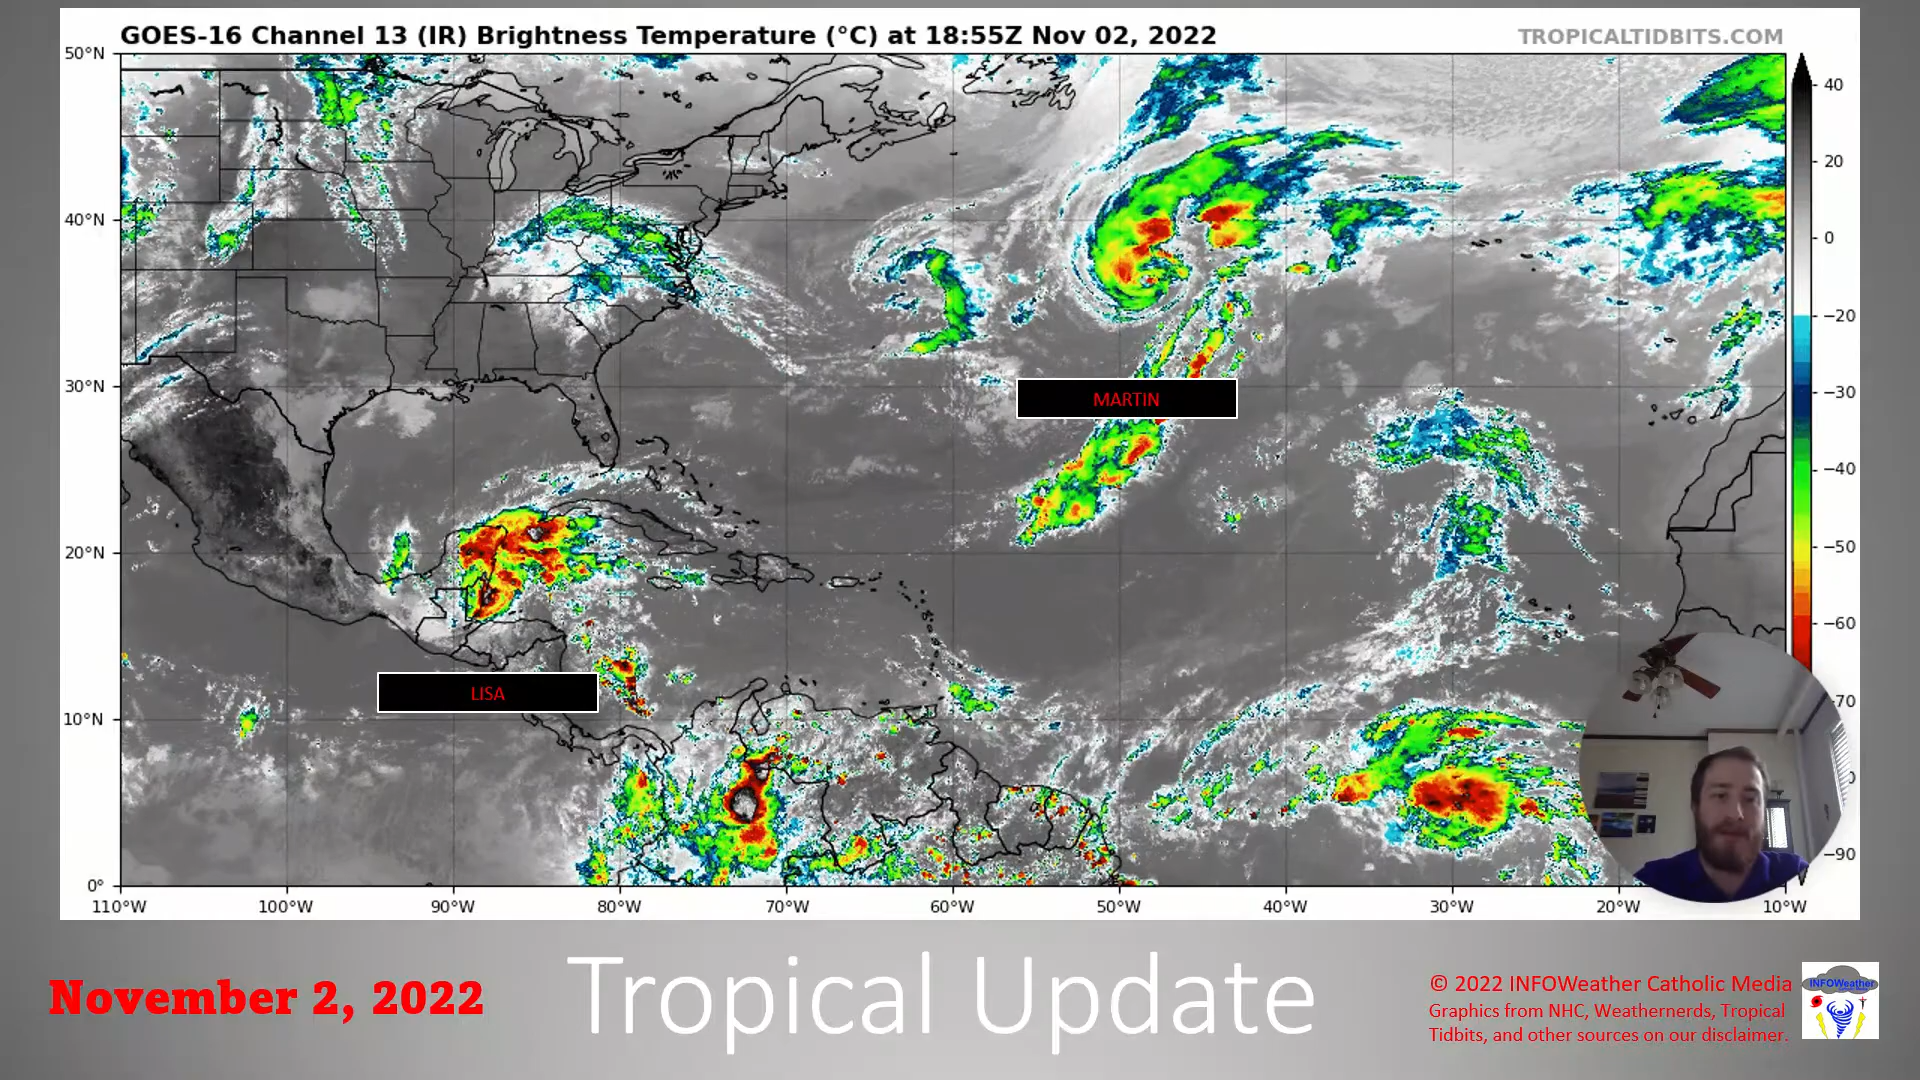 GOES-16 Channel 13 (IR) Brightness Temperature (°C) at 18:55Z Nov 02, 2022
TROPICALTIDBITS.COM
50°N
40°N
30°N
20°N
10°N
0°
110°W 100°W 90°W 80°W 70°W 60°W 50°W 40°W 30°W 20°W 10°W
40
20
0
−20
−30
−40
−50
−60
70
−90
MARTIN
LISA
November 2, 2022
Tropical Update
© 2022 INFOWeather Catholic Media
Graphics from NHC, Weathernerds, Tropical
Tidbits, and other sources on our disclaimer.
INFOWeather